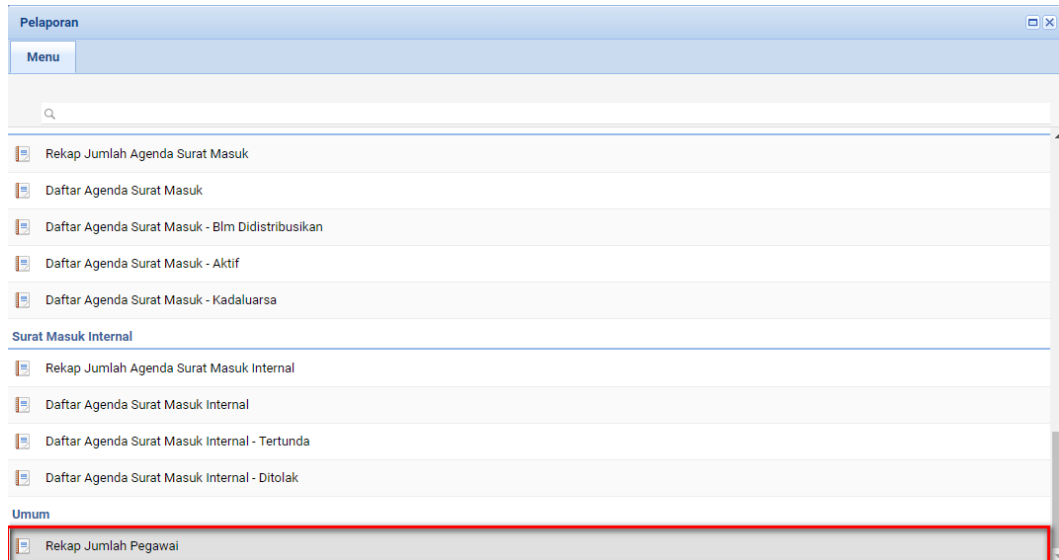 Pelaporan
Menu
Rekap Jumlah Agenda Surat Masuk
Daftar Agenda Surat Masuk
Daftar Agenda Surat Masuk - Blm Didistribusikan
Daftar Agenda Surat Masuk - Aktif
Daftar Agenda Surat Masuk - Kadaluarsa
Surat Masuk Internal
Rekap Jumlah Agenda Surat Masuk Internal
Daftar Agenda Surat Masuk Internal
Daftar Agenda Surat Masuk Internal - Tertunda
Daftar Agenda Surat Masuk Internal - Ditolak
Umum
Rekap Jumlah Pegawai